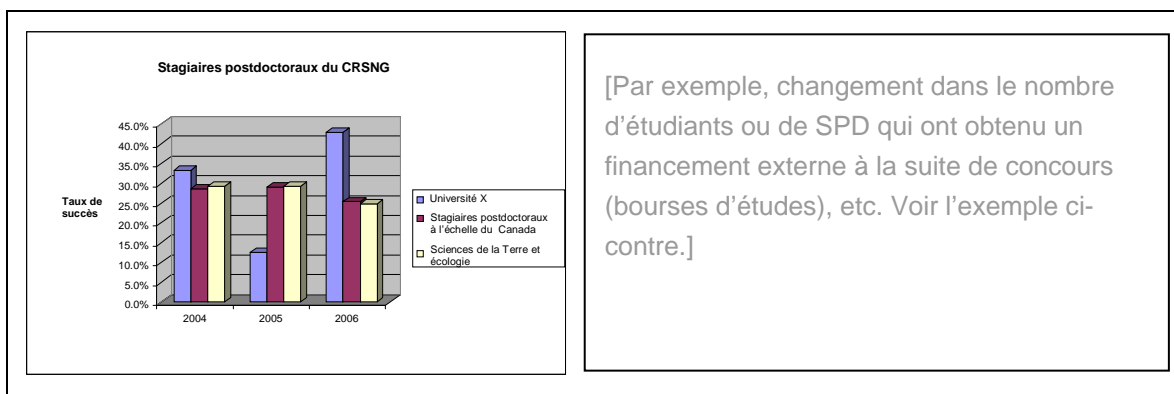 Stagiaires postdoctoraux du CRSNG
45.0%
40.0%
35.0%
30.0%
25.0%
20.0%
15.0%
10.0%
5.0%
0.0%
Taux de
succès
2004 2005 2006
Université X
Stagiaires postdoctoraux
à l'échelle du Canada
Sciences de la Terre et
écologie
[Par exemple, changement dans le nombre
d’étudiants ou de SPD qui ont obtenu un
financement externe à la suite de concours
(bourses d’études), etc. Voir l’exemple ci-
contre.]